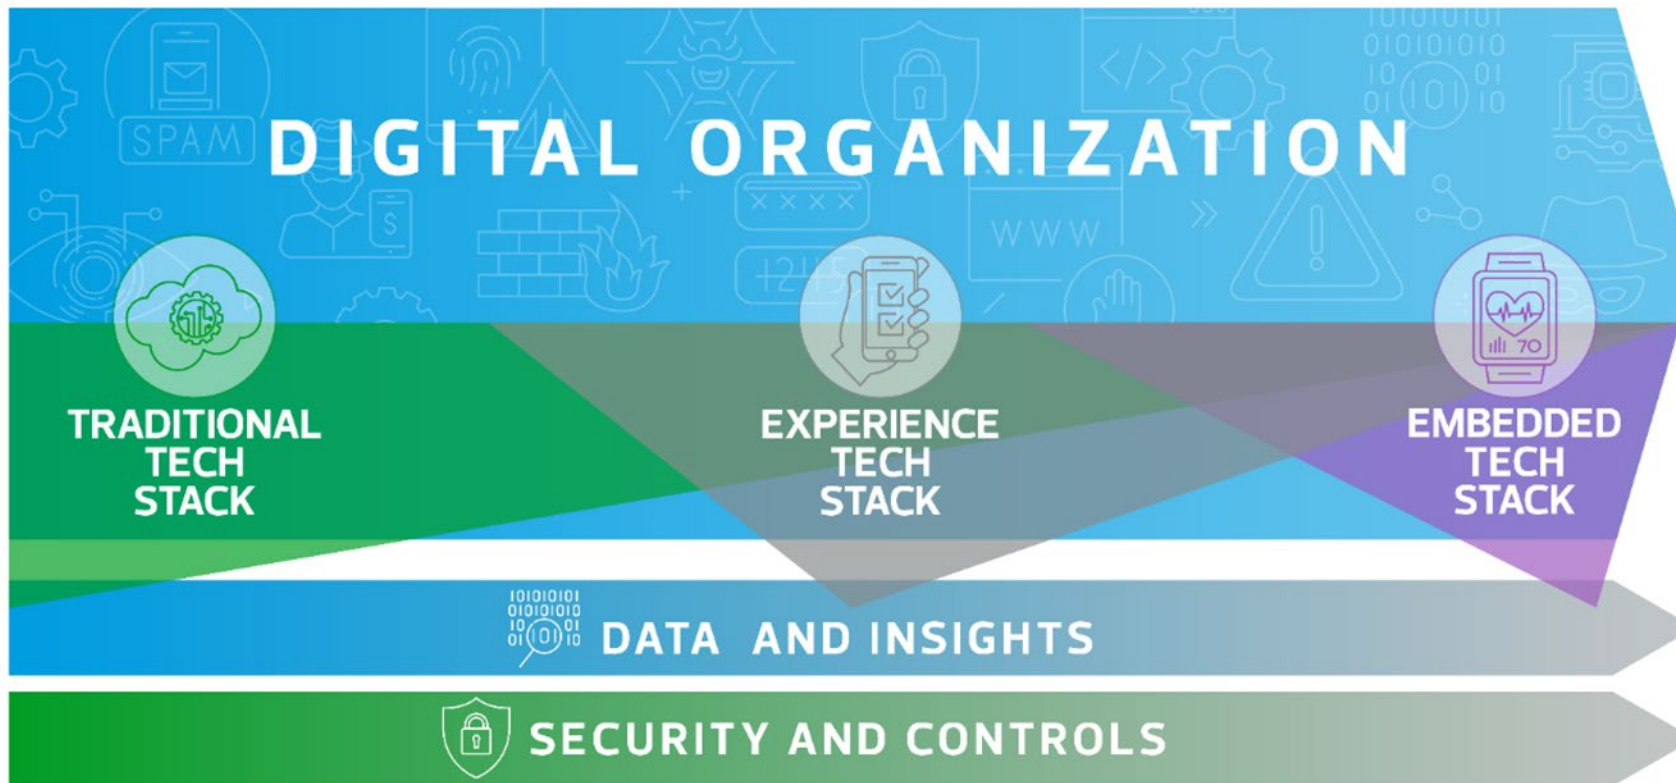 SPAM
DIGITAL ORGANIZATION
× × × ×
WWW
70
TRADITIONAL
TECH
STACK
EXPERIENCE
TECH
STACK
EMBEDDED
TECH
STACK
DATA AND INSIGHTS
SECURITY AND CONTROLS